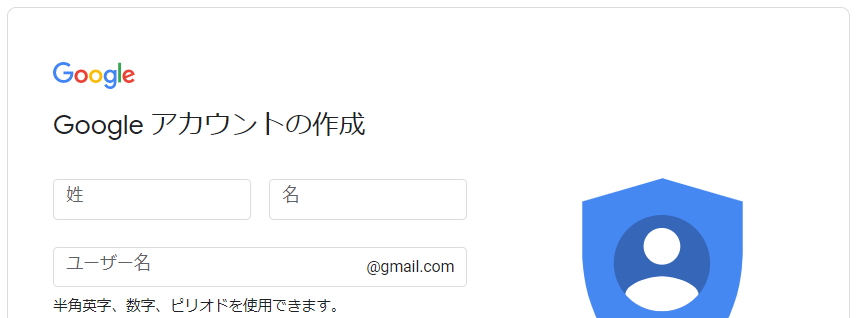 Google
Google アカウントの作成
姓 名
ユーザー名 @gmail.com
半角英字、数字、ピリオドを使用できます。